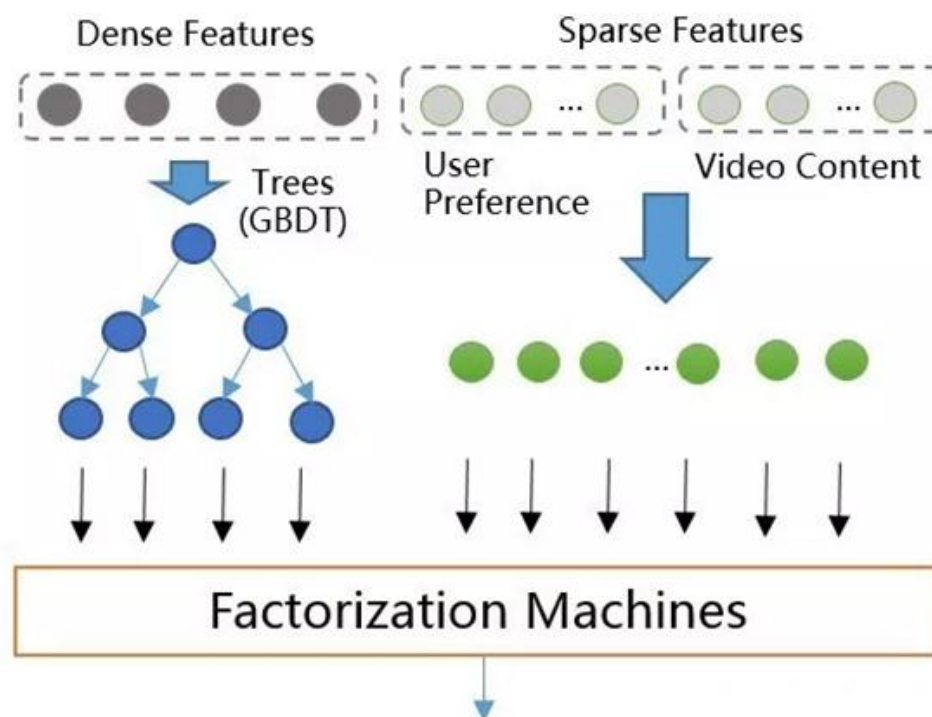 Dense Features
Sparse Features
...
...
User
Preference
Video Content
Trees
(GBDT)
...
Factorization Machines